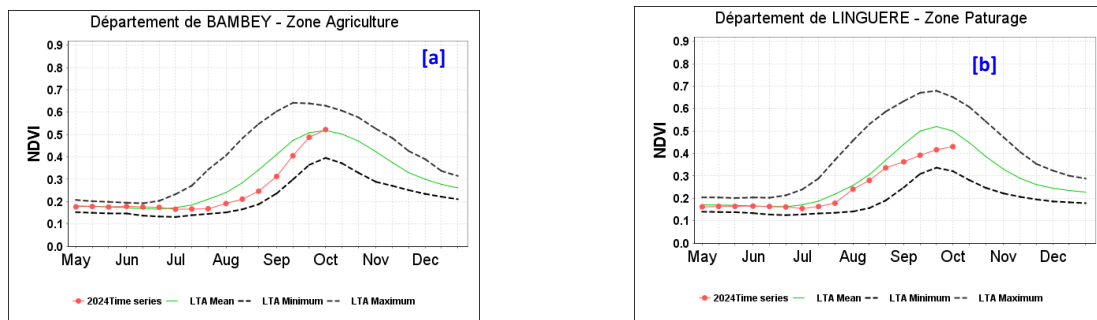 Département de BAMBEY - Zone Agriculture
[a]
NDVI
0.9
0.8
0.7
0.6
0.5
0.4
0.3
0.2
0.1
0.0
May Jun Jul Aug Sep Oct Nov Dec
2024Time series LTA Mean LTA Minimum LTA Maximum
Département de LINGUERE - Zone Paturage
[b]
NDVI
0.9
0.8
0.7
0.6
0.5
0.4
0.3
0.2
0.1
0.0
May Jun Jul Aug Sep Oct Nov Dec
2024Time series LTA Mean LTA Minimum LTA Maximum